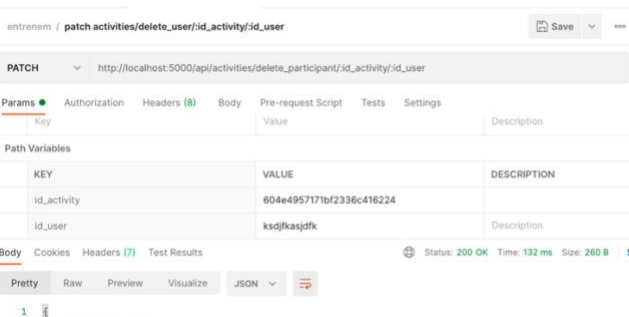 entrenem / patch activities/delete_user/:id_activity/:id_user Save
PATCH http://localhost:5000/api/activities/delete_participant/:id_activity/:id_user
Params Authorization Headers (8) Body Pre-request Script Tests Settings
Key Value Description
Path Variables
KEY VALUE DESCRIPTION
id_activity 604e4957171bf2336c416224
id_user ksdjfkasjdfk Description
Body Cookies Headers (7) Test Results Status: 200 OK Time: 132 ms Size: 260 B
Pretty Raw Preview Visualize JSON
1